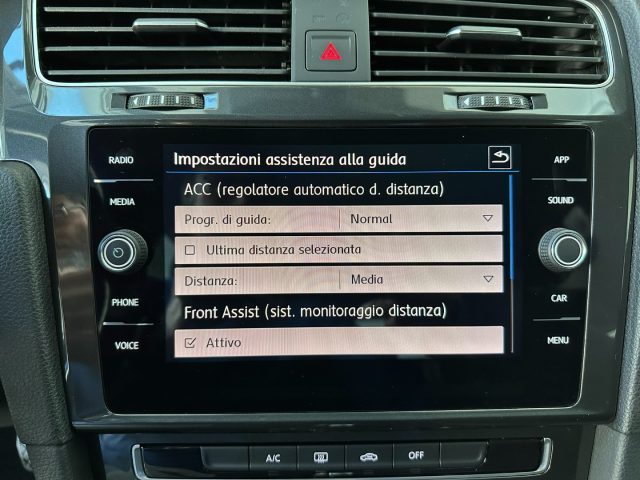 RADIO
MEDIA
PHONE
VOICE
Impostazioni assistenza alla guida
ACC (regolatore automatico d. distanza)
Progr. di guida: Normal
Ultima distanza selezionata
Distanza: Media
Front Assist (sist. monitoraggio distanza)
Attivo
APP
SOUND
CAR
MENU
A/C OFF